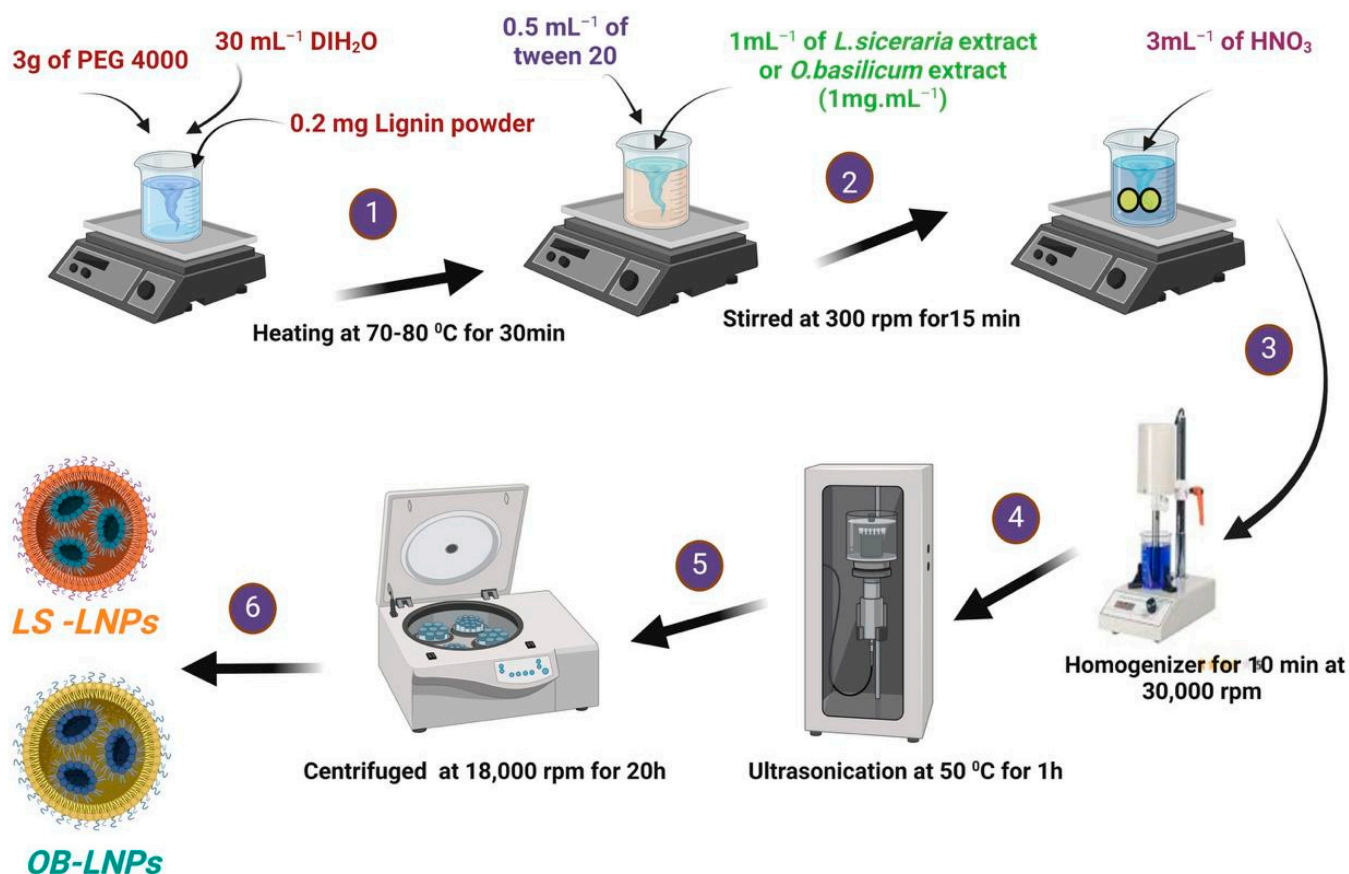 3g of PEG 4000
30 mL⁻¹ DIH₂O
0.2 mg Lignin powder
0.5 mL⁻¹ of
tween 20
1mL⁻¹ of L.siceraria extract
or O.basilicum extract
(1mg.mL⁻¹)
3mL⁻¹ of HNO₃
1
Heating at 70-80 ⁰C for 30min
2
Stirred at 300 rpm for15 min
3
Homogenizer for 10 min at
30,000 rpm
4
Ultrasonication at 50 ⁰C for 1h
5
Centrifuged at 18,000 rpm for 20h
6
LS -LNPs
OB-LNPs